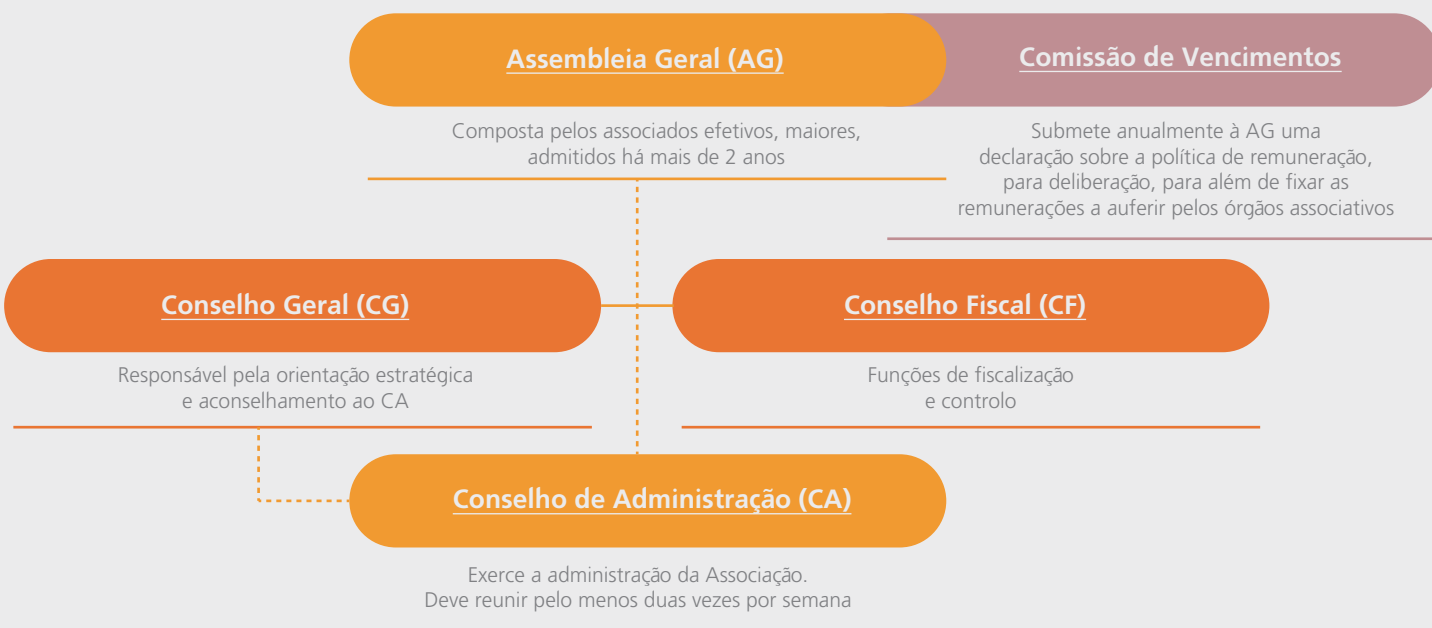 Assembleia Geral (AG)
Composta pelos associados efetivos, maiores,
admitidos há mais de 2 anos
Comissão de Vencimentos
Submete anualmente à AG uma
declaração sobre a política de remuneração,
para deliberação, para além de fixar as
remunerações a auferir pelos órgãos associativos
Conselho Geral (CG)
Responsável pela orientação estratégica
e aconselhamento ao CA
Conselho Fiscal (CF)
Funções de fiscalização
e controlo
Conselho de Administração (CA)
Exerce a administração da Associação.
Deve reunir pelo menos duas vezes por semana